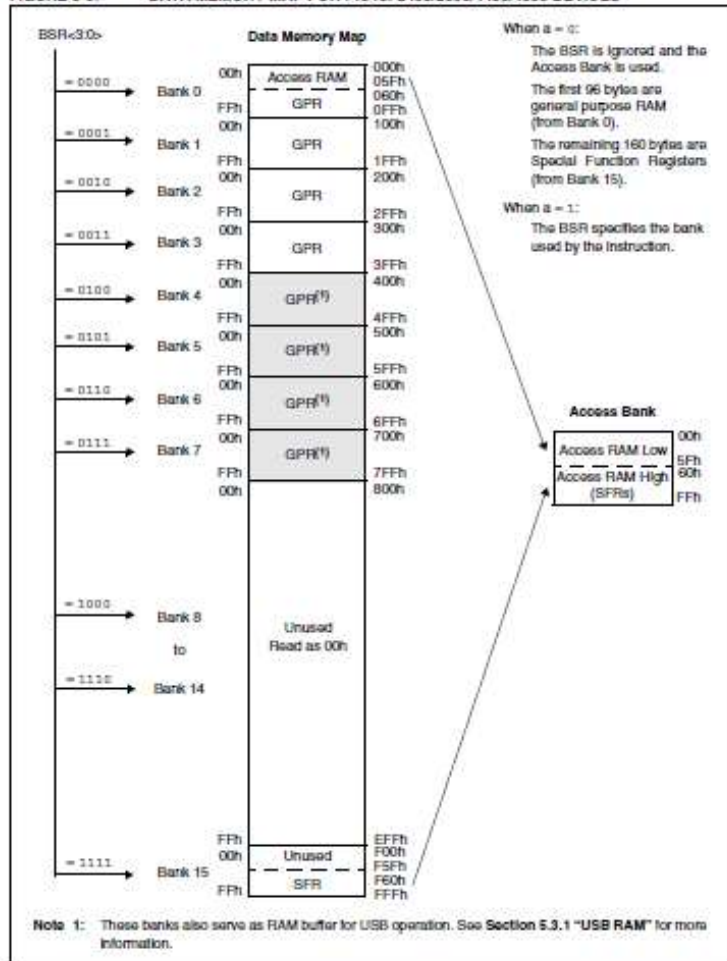 BSR<3:0>
Data Memory Map
When a = 0:
The BSR is ignored and the
Access Bank is used.
The first 96 bytes are
general purpose RAM
(from Bank 0).
The remaining 160 bytes are
Special Function Registers
(from Bank 15).
When a = 1:
The BSR specifies the bank
used by the Instruction.
= 0000
Bank 0
00h
Access RAM
000h
05Fh
GPR
060h
FFh
0FFh
= 0001
Bank 1
00h
GPR
100h
FFh
1FFh
= 0010
Bank 2
00h
GPR
200h
FFh
2FFh
= 0011
Bank 3
00h
GPR
300h
FFh
3FFh
= 0100
Bank 4
00h
GPR(1)
400h
FFh
4FFh
= 0101
Bank 5
00h
GPR(1)
500h
FFh
5FFh
= 0110
Bank 6
00h
GPR(1)
600h
FFh
6FFh
= 0111
Bank 7
00h
GPR(1)
700h
FFh
7FFh
00h
800h
Access Bank
Access RAM Low
00h
5Fh
Access RAM High
(SFRs)
60h
FFh
= 1000
Bank 8
to
= 1110
Bank 14
Unused
Read as 00h
FFh
EFFh
= 1111
Bank 15
00h
Unused
F00h
F5Fh
SFR
F60h
FFh
FFFh
Note 1: These banks also serve as RAM buffer for USB operation. See Section 5.3.1 “USB RAM” for more
Information.